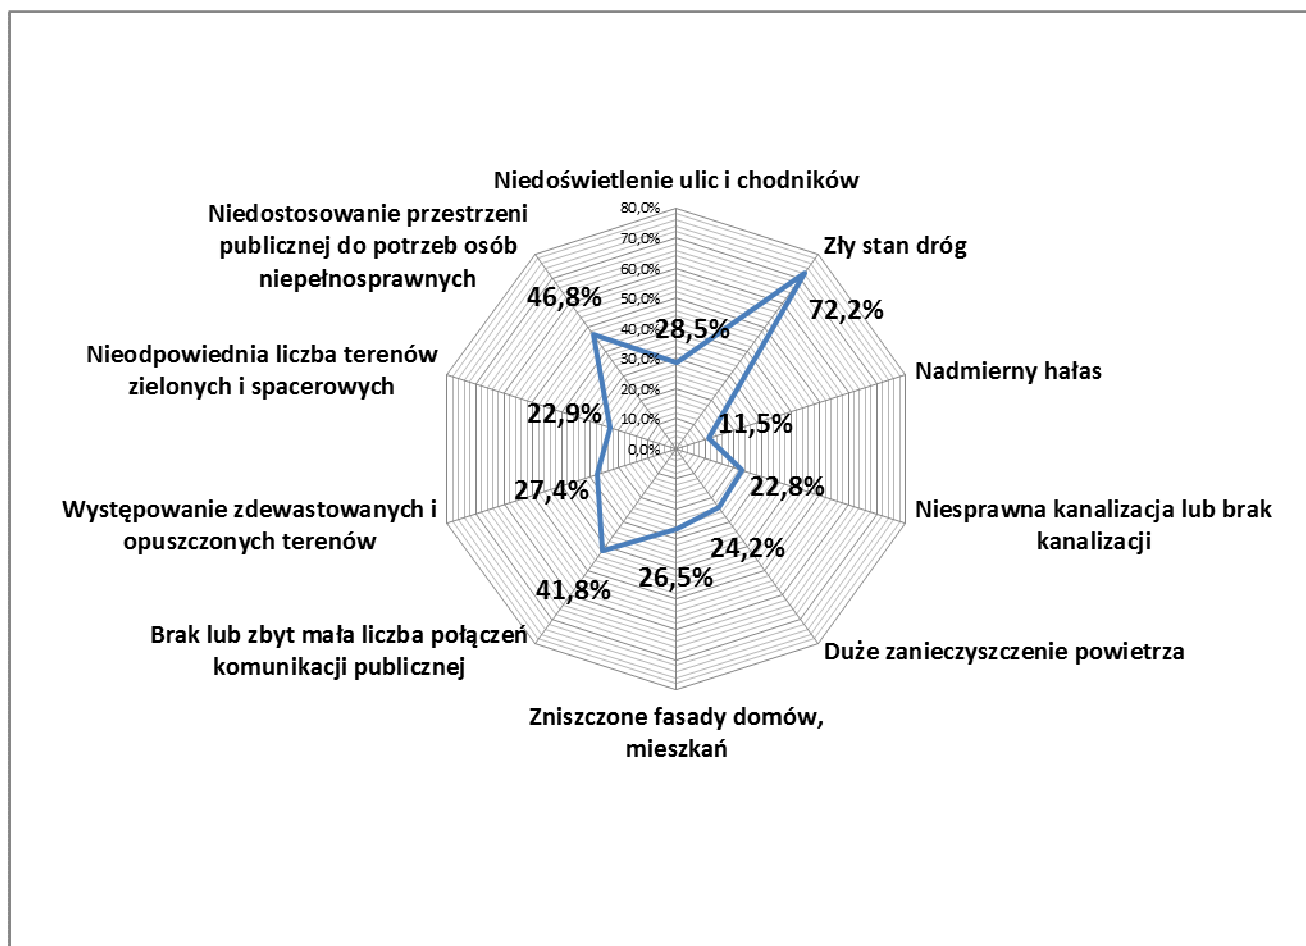 Niedoświetlenie ulic i chodników
80,0%
70,0%
60,0%
50,0%
40,0%
30,0%
20,0%
10,0%
0,0%
28,5%
Zły stan dróg
72,2%
Nadmierny hałas
11,5%
Niesprawna kanalizacja lub brak
kanalizacji
22,8%
Duże zanieczyszczenie powietrza
24,2%
Zniszczone fasady domów,
mieszkań
26,5%
Brak lub zbyt mała liczba połączeń
komunikacji publicznej
41,8%
Występowanie zdewastowanych i
opuszczonych terenów
27,4%
Nieodpowiednia liczba terenów
zielonych i spacerowych
22,9%
Niedostosowanie przestrzeni
publicznej do potrzeb osób
niepełnosprawnych
46,8%